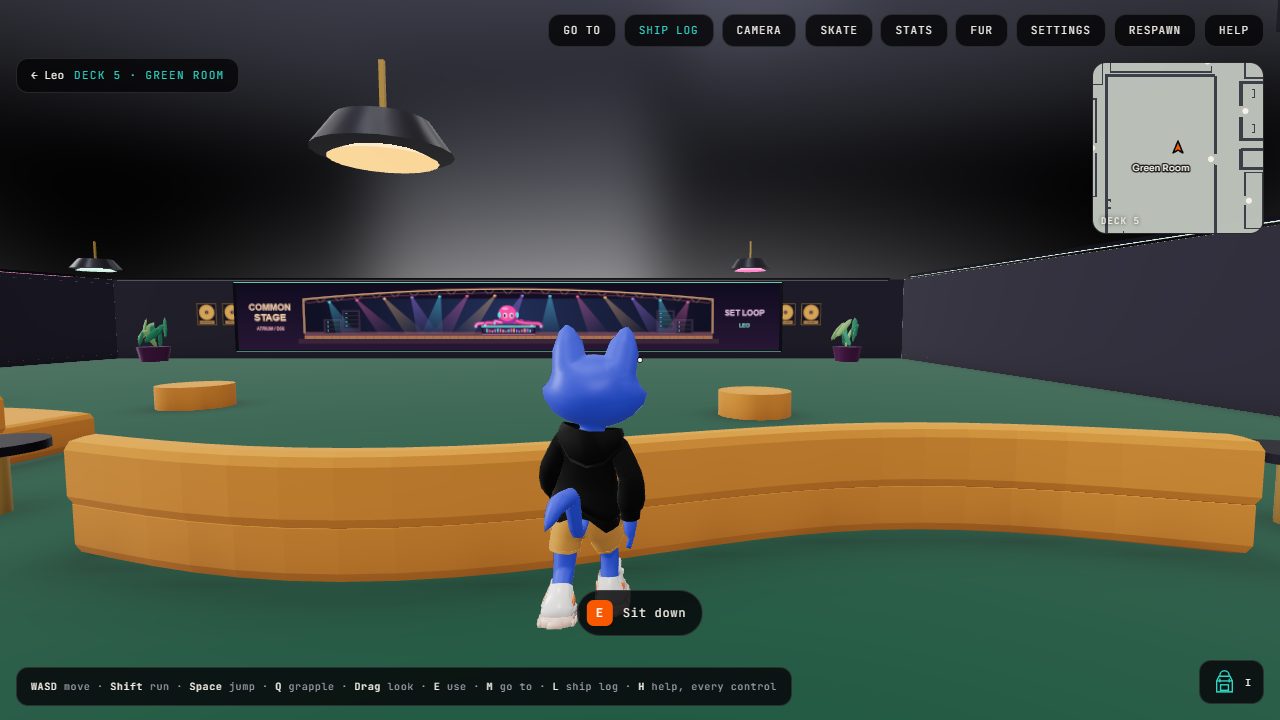 GO TO
SHIP LOG
CAMERA
SKATE
STATS
FUR
SETTINGS
RESPAWN
HELP
← Leo DECK 5 · GREEN ROOM
Green Room
DECK 5
COMMON
STAGE
ATRIUM / D06
SET LOOP
LEO
E Sit down
WASD move · Shift run · Space jump · Q grapple · Drag look · E use · M go to · L ship log · H help, every control
I